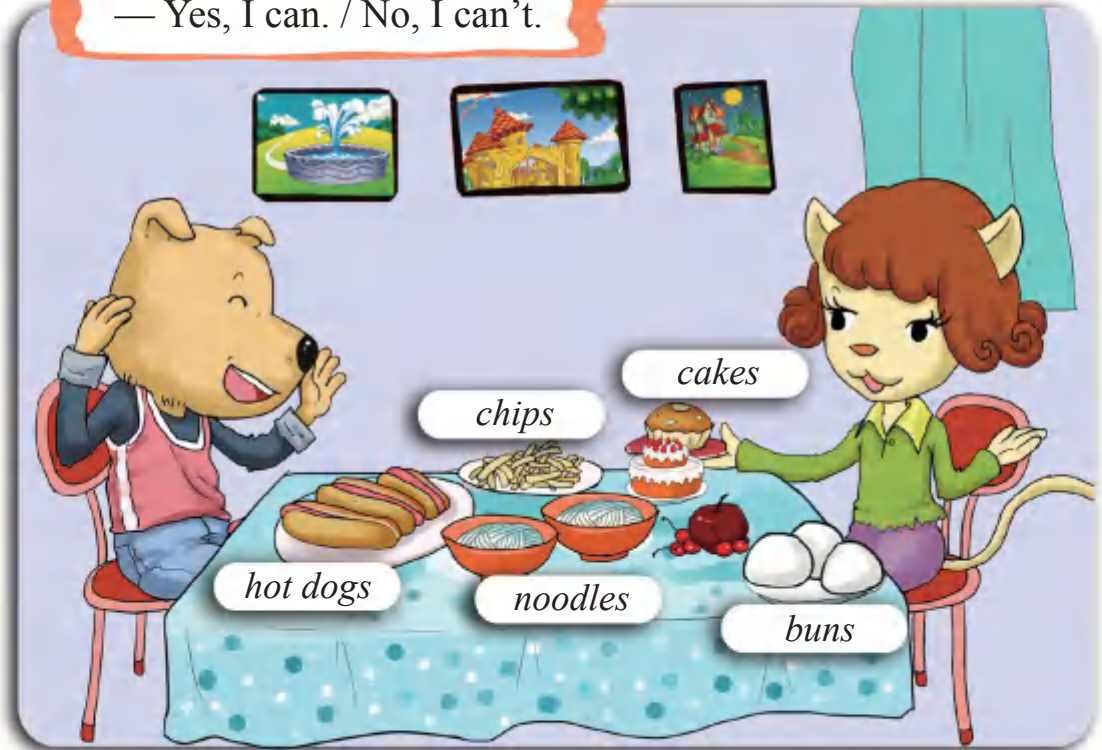 — Yes, I can. / No, I can't.
cakes
chips
hot dogs
noodles
buns